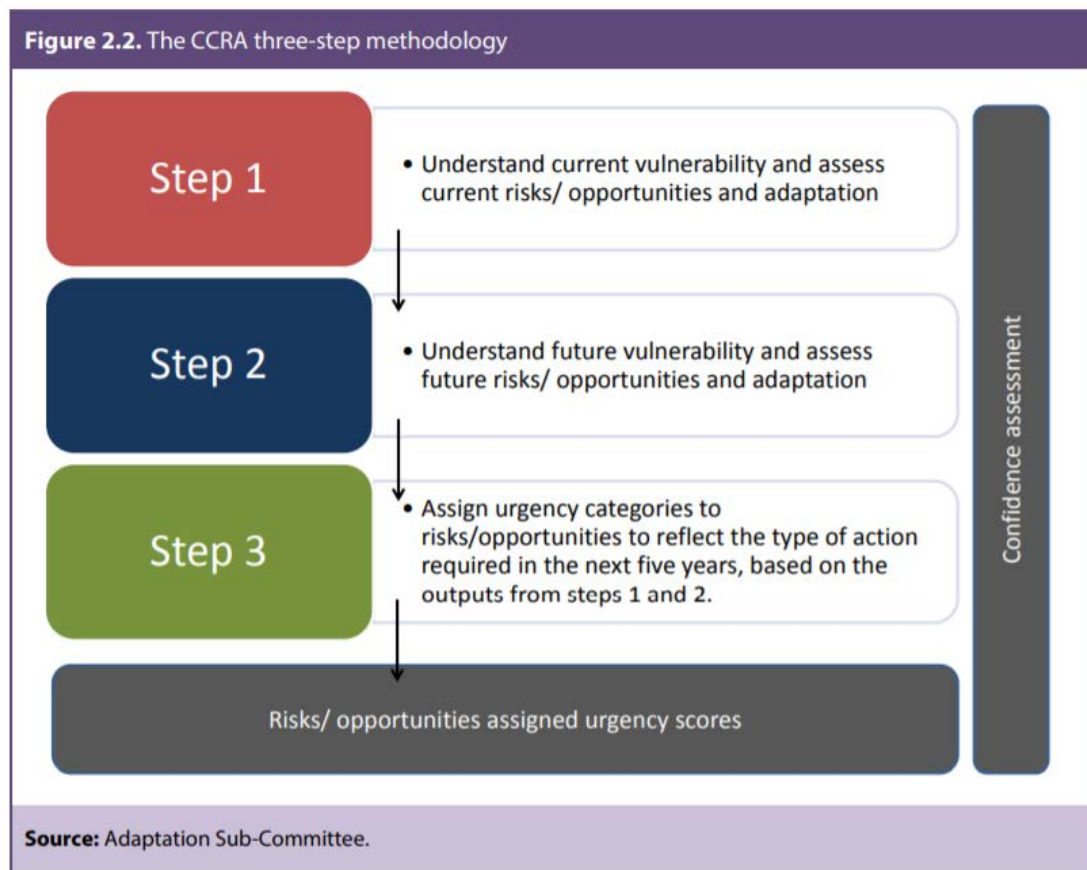 Figure 2.2. The CCRA three-step methodology
Step 1
• Understand current vulnerability and assess
current risks/ opportunities and adaptation
Step 2
• Understand future vulnerability and assess
future risks/ opportunities and adaptation
Step 3
• Assign urgency categories to
risks/opportunities to reflect the type of action
required in the next five years, based on the
outputs from steps 1 and 2.
Risks/ opportunities assigned urgency scores
Confidence assessment
Source: Adaptation Sub-Committee.